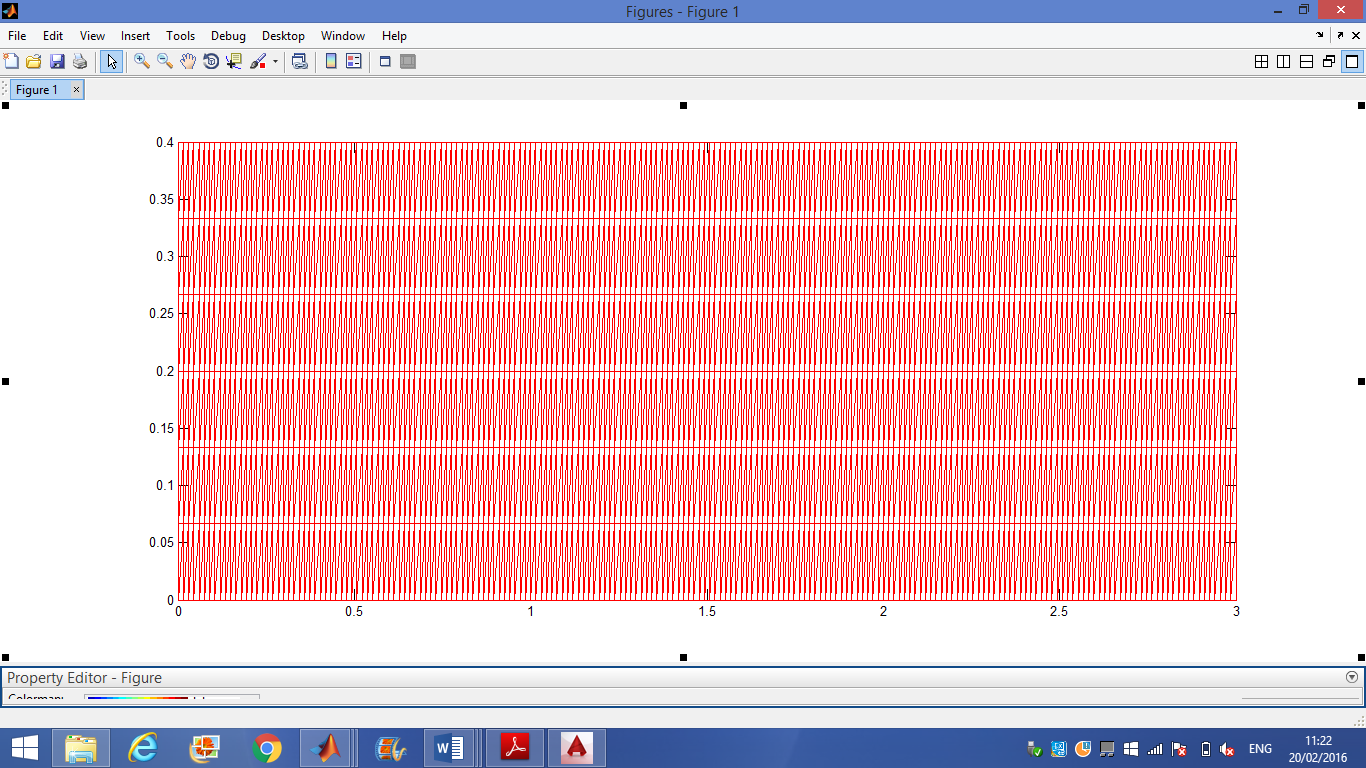 Figures - Figure 1
File Edit View Insert Tools Debug Desktop Window Help
Figure 1
0.4
0.35
0.3
0.25
0.2
0.15
0.1
0.05
0
0 0.5 1 1.5 2 2.5 3
Property Editor - Figure
Colormap:
ENG
11:22
20/02/2016